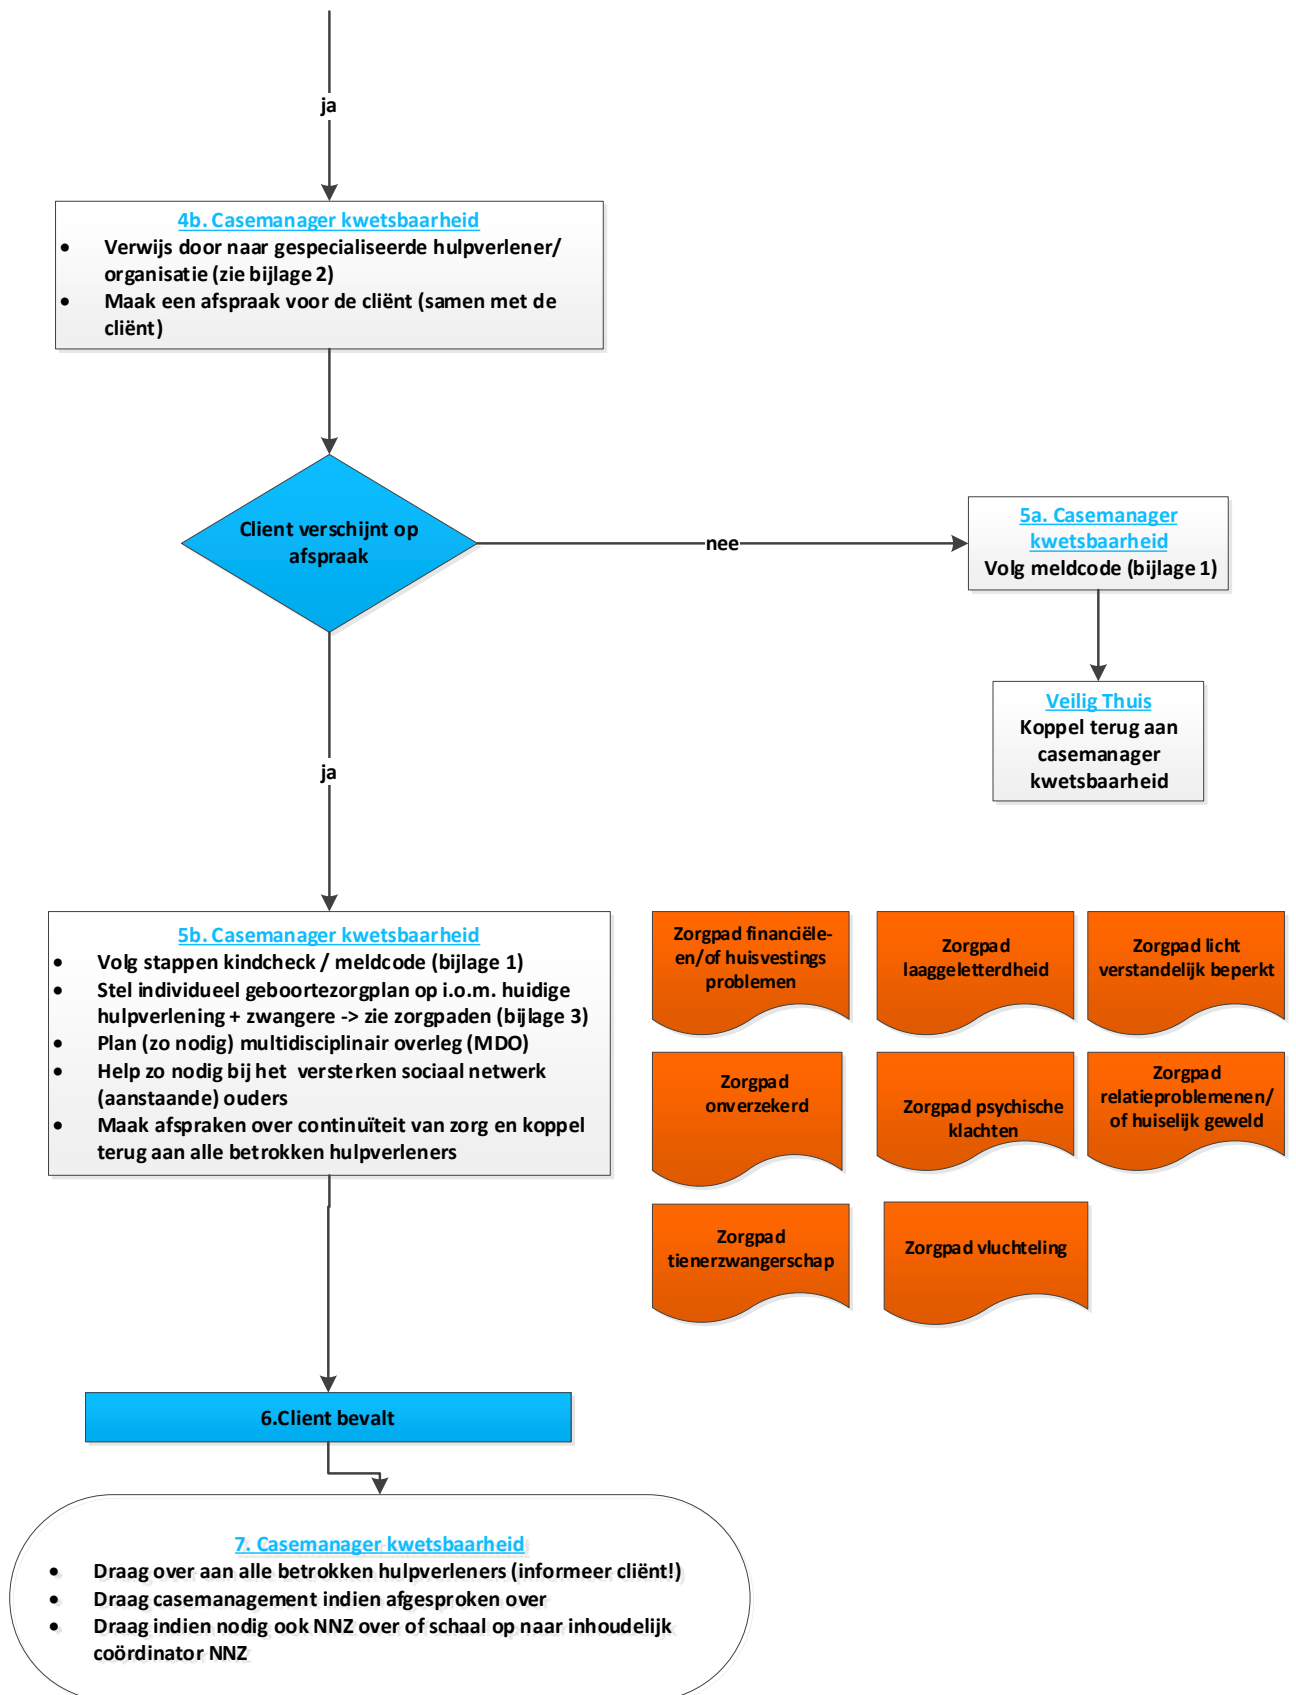 ja
4b. Casemanager kwetsbaarheid
• Verwijs door naar gespecialiseerde hulpverlener/
organisatie (zie bijlage 2)
• Maak een afspraak voor de cliënt (samen met de
cliënt)
Client verschijnt op
afspraak
nee
5a. Casemanager
kwetsbaarheid
Volg meldcode (bijlage 1)
Veilig Thuis
Koppel terug aan
casemanager
kwetsbaarheid
ja
5b. Casemanager kwetsbaarheid
• Volg stappen kindcheck / meldcode (bijlage 1)
• Stel individueel geboortezorgplan op i.o.m. huidige
hulpverlening + zwangere -> zie zorgpaden (bijlage 3)
• Plan (zo nodig) multidisciplinair overleg (MDO)
• Help zo nodig bij het versterken sociaal netwerk
(aanstaande) ouders
• Maak afspraken over continuïteit van zorg en koppel
terug aan alle betrokken hulpverleners
Zorgpad financiële-
en/of huisvestings
problemen
Zorgpad
laaggeletterdheid
Zorgpad licht
verstandelijk beperkt
Zorgpad
onverzekerd
Zorgpad psychische
klachten
Zorgpad
relatieproblemenen/
of huiselijk geweld
Zorgpad
tienerzwangerschap
Zorgpad vluchteling
6.Client bevalt
7. Casemanager kwetsbaarheid
• Draag over aan alle betrokken hulpverleners (informeer cliënt!)
• Draag casemanagement indien afgesproken over
• Draag indien nodig ook NNZ over of schaal op naar inhoudelijk
coördinator NNZ